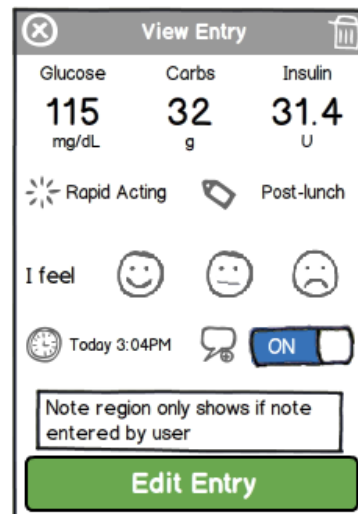 View Entry
Glucose Carbs Insulin
115 32 31.4
mg/dL g U
Rapid Acting Post-lunch
I feel
Today 3:04PM ON
Note region only shows if note
entered by user
Edit Entry